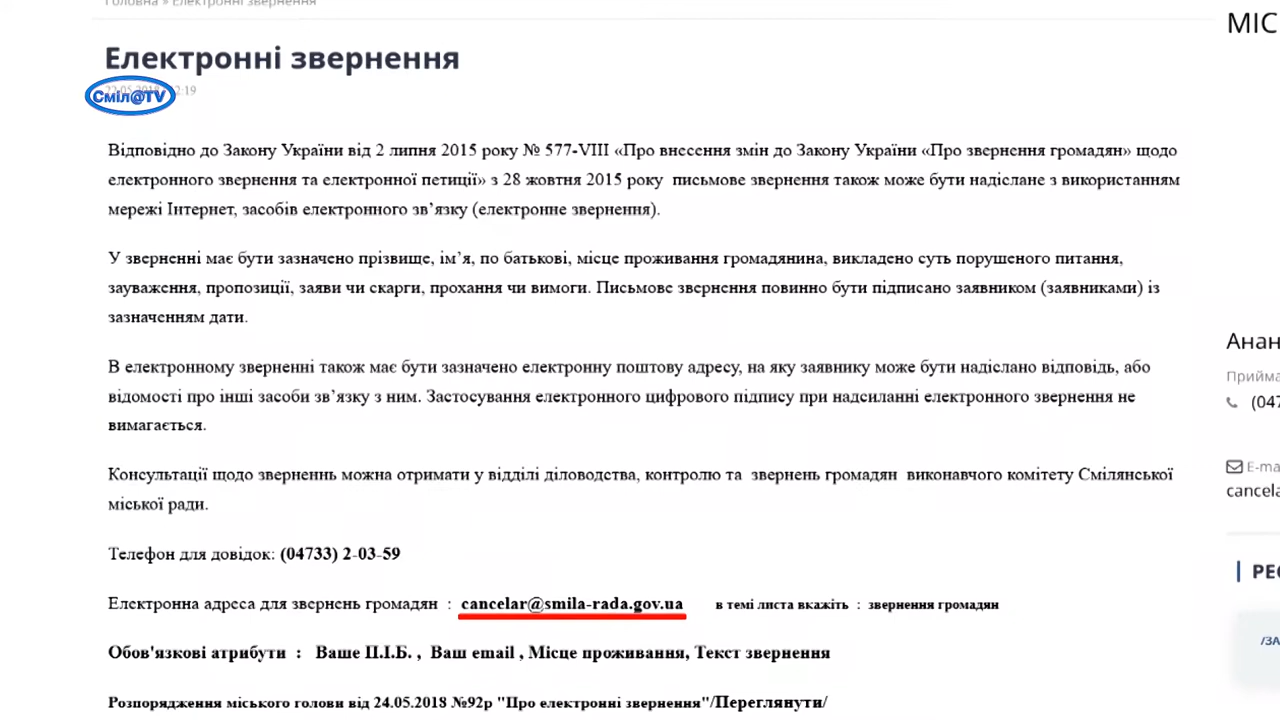 Головна » Електронні звернення
МІС
Електронні звернення
Сміл@TV
2:19
Відповідно до Закону України від 2 липня 2015 року № 577-VIII «Про внесення змін до Закону України «Про звернення громадян» щодо
електронного звернення та електронної петиції» з 28 жовтня 2015 року письмове звернення також може бути надіслане з використанням
мережі Інтернет, засобів електронного зв’язку (електронне звернення).
У зверненні має бути зазначено прізвище, ім’я, по батькові, місце проживання громадянина, викладено суть порушеного питання,
зауваження, пропозиції, заяви чи скарги, прохання чи вимоги. Письмове звернення повинно бути підписано заявником (заявниками) із
зазначенням дати.
Анан
В електронному зверненні також має бути зазначено електронну поштову адресу, на яку заявнику може бути надіслано відповідь, або
Прийма
відомості про інші засоби зв’язку з ним. Застосування електронного цифрового підпису при надсиланні електронного звернення не
(047
вимагається.
Консультації щодо зверненнь можна отримати у відділі діловодства, контролю та звернень громадян виконавчого комітету Смілянської
E-ma
міської ради.
cancela
Телефон для довідок: (04733) 2-03-59
РЕС
Електронна адреса для звернень громадян : cancelar@smila-rada.gov.ua в темі листа вкажіть : звернення громадян
/ЗА
Обов'язкові атрибути : Ваше П.І.Б. , Ваш email , Місце проживання, Текст звернення
Розпорядження міського голови від 24.05.2018 №92р "Про електронні звернення"/Переглянути/